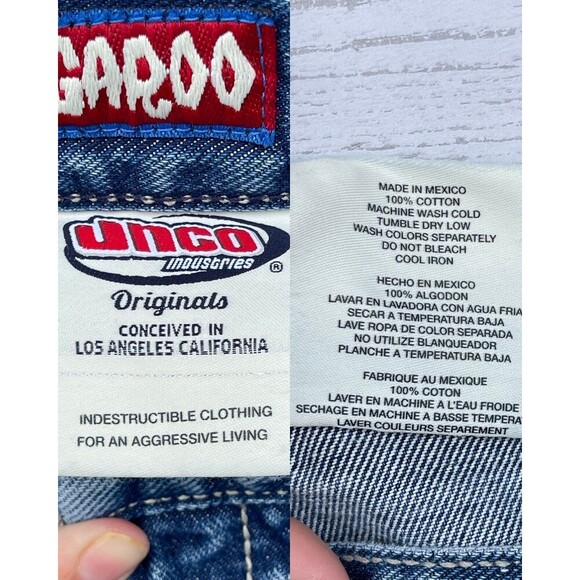 GAROO
JNCO
INDUSTRIES ®
Originals
CONCEIVED IN
LOS ANGELES CALIFORNIA
INDESTRUCTIBLE CLOTHING
FOR AN AGGRESSIVE LIVING
MADE IN MEXICO
100% COTTON
MACHINE WASH COLD
TUMBLE DRY LOW
WASH COLORS SEPARATELY
DO NOT BLEACH
COOL IRON
HECHO EN MEXICO
100% ALGODON
LAVAR EN LAVADORA CON AGUA FRIA
SECAR A TEMPERATURA BAJA
LAVE ROPA DE COLOR SEPARADA
NO UTILIZE BLANQUEADOR
PLANCHE A TEMPERATURA BAJA
FABRIQUE AU MEXIQUE
100% COTON
LAVER EN MACHINE A L'EAU FROIDE
SECHAGE EN MACHINE A BASSE TEMPERA
LAVER COULEURS SEPAREMENT